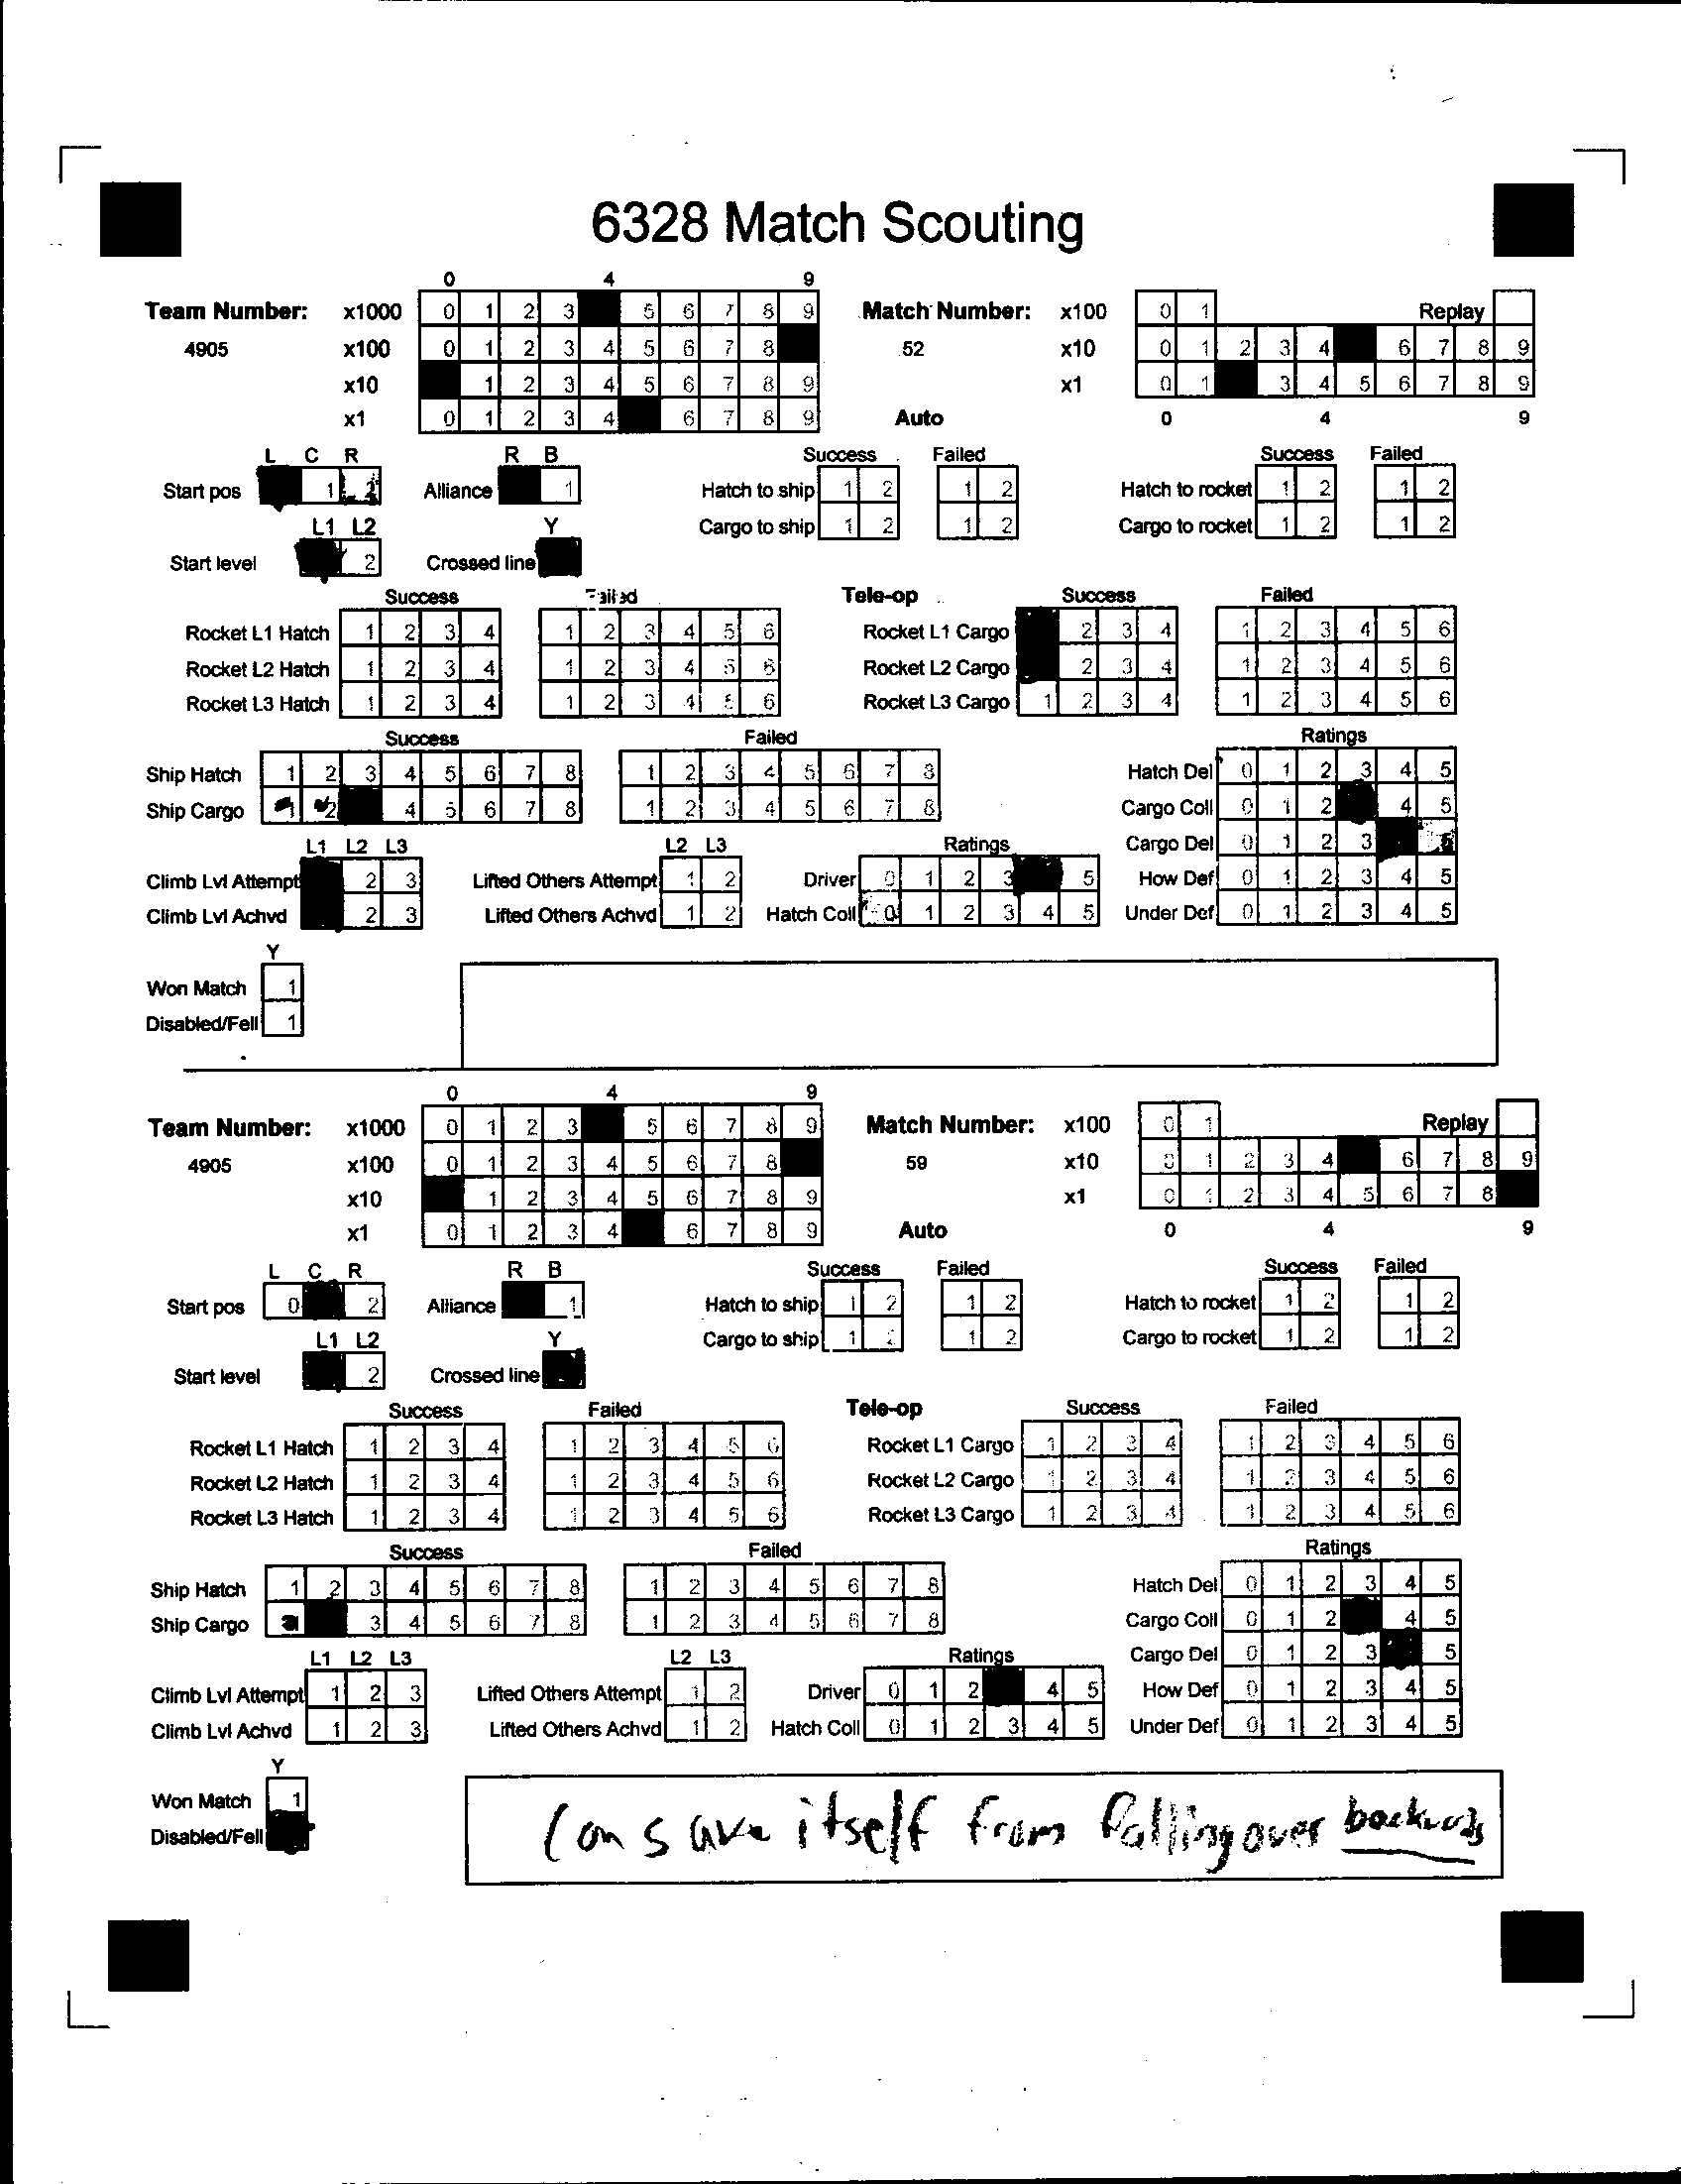 6328 Match Scouting
0 4 9
Team Number: x1000 0 1 2 3 5 6 7 8 9 Match Number: x100 0 1 Replay
4905 x100 0 1 2 3 4 5 6 7 8 52 x10 0 1 2 3 4 6 7 8 9
x10 1 2 3 4 5 6 7 8 9 x1 0 1 3 4 5 6 7 8 9
x1 0 1 2 3 4 6 7 8 9 Auto 0 4 9
L C R R B Success Failed Success Failed
Start pos 1 2 Alliance 1 Hatch to ship 1 2 1 2 Hatch to rocket 1 2 1 2
L1 L2 Y Cargo to ship 1 2 1 2 Cargo to rocket 1 2 1 2
Start level 2 Crossed line
Success Failed Tele-op Success Failed
Rocket L1 Hatch 1 2 3 4 1 2 3 4 5 6 Rocket L1 Cargo 2 3 4 1 2 3 4 5 6
Rocket L2 Hatch 1 2 3 4 1 2 3 4 5 6 Rocket L2 Cargo 2 3 4 1 2 3 4 5 6
Rocket L3 Hatch 1 2 3 4 1 2 3 4 5 6 Rocket L3 Cargo 1 2 3 4 1 2 3 4 5 6
Success Failed Ratings
Ship Hatch 1 2 3 4 5 6 7 8 1 2 3 4 5 6 7 8 Hatch Del 0 1 2 3 4 5
Ship Cargo 1 2 4 5 6 7 8 1 2 3 4 5 6 7 8 Cargo Coll 0 1 2 4 5
L1 L2 L3 L2 L3 Ratings Cargo Del 0 1 2 3 5
Climb Lvl Attempt 2 3 Lifted Others Attempt 1 2 Driver 0 1 2 3 5 How Def 0 1 2 3 4 5
Climb Lvl Achvd 2 3 Lifted Others Achvd 1 2 Hatch Coll 0 1 2 3 4 5 Under Def 0 1 2 3 4 5
Y
Won Match 1
Disabled/Fell 1
0 4 9
Team Number: x1000 0 1 2 3 5 6 7 8 9 Match Number: x100 0 1 Replay
4905 x100 0 1 2 3 4 5 6 7 8 59 x10 0 1 2 3 4 6 7 8 9
x10 1 2 3 4 5 6 7 8 9 x1 0 1 2 3 4 5 6 7 8
x1 0 1 2 3 4 6 7 8 9 Auto 0 4 9
L C R R B Success Failed Success Failed
Start pos 0 2 Alliance 1 Hatch to ship 1 2 1 2 Hatch to rocket 1 2 1 2
L1 L2 Y Cargo to ship 1 2 1 2 Cargo to rocket 1 2 1 2
Start level 2 Crossed line
Success Failed Tele-op Success Failed
Rocket L1 Hatch 1 2 3 4 1 2 3 4 5 6 Rocket L1 Cargo 1 2 3 4 1 2 3 4 5 6
Rocket L2 Hatch 1 2 3 4 1 2 3 4 5 6 Rocket L2 Cargo 1 2 3 4 1 2 3 4 5 6
Rocket L3 Hatch 1 2 3 4 1 2 3 4 5 6 Rocket L3 Cargo 1 2 3 4 1 2 3 4 5 6
Success Failed Ratings
Ship Hatch 1 2 3 4 5 6 7 8 1 2 3 4 5 6 7 8 Hatch Del 0 1 2 3 4 5
Ship Cargo 1 3 4 5 6 7 8 1 2 3 4 5 6 7 8 Cargo Coll 0 1 2 4 5
L1 L2 L3 L2 L3 Ratings Cargo Del 0 1 2 3 5
Climb Lvl Attempt 1 2 3 Lifted Others Attempt 1 2 Driver 0 1 2 4 5 How Def 0 1 2 3 4 5
Climb Lvl Achvd 1 2 3 Lifted Others Achvd 1 2 Hatch Coll 0 1 2 3 4 5 Under Def 0 1 2 3 4 5
Y
Won Match 1
Disabled/Fell
Can save itself from falling over backwards